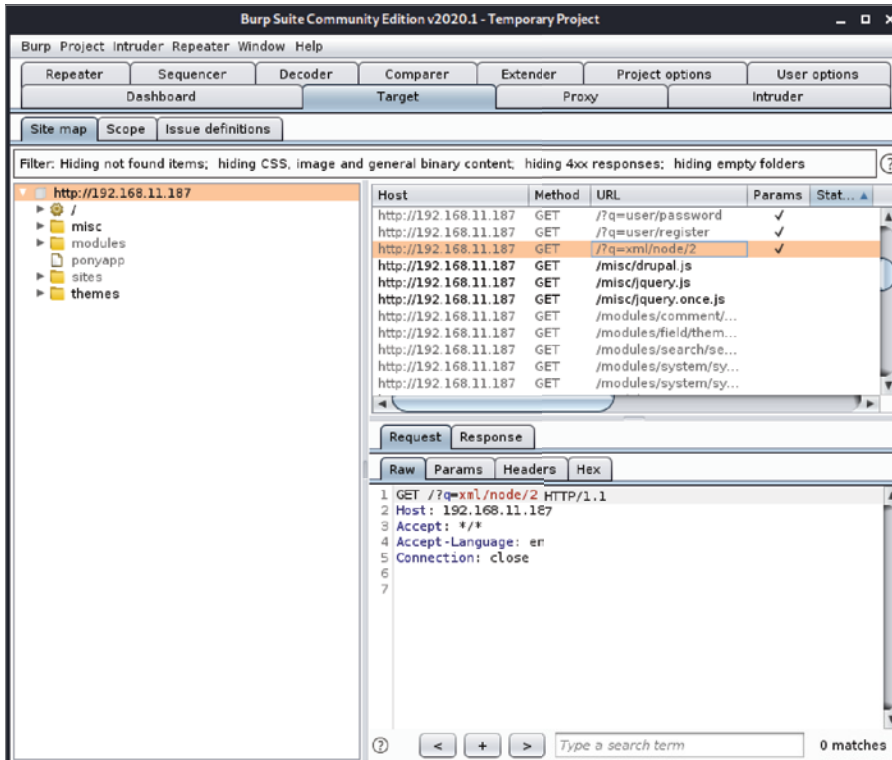 Burp Suite Community Edition v2020.1 - Temporary Project
Burp Project Intruder Repeater Window Help
Repeater Sequencer Decoder Comparer Extender Project options User options
Dashboard Target Proxy Intruder
Site map Scope Issue definitions
Filter: Hiding not found items; hiding CSS, image and general binary content; hiding 4xx responses; hiding empty folders ?
http://192.168.11.187
/
misc
modules
ponyapp
sites
themes
Host Method URL Params Stat...
http://192.168.11.187 GET /?q=user/password ✓
http://192.168.11.187 GET /?q=user/register ✓
http://192.168.11.187 GET /?q=xml/node/2 ✓
http://192.168.11.187 GET /misc/drupal.js
http://192.168.11.187 GET /misc/jquery.js
http://192.168.11.187 GET /misc/jquery.once.js
http://192.168.11.187 GET /modules/comment/...
http://192.168.11.187 GET /modules/field/them...
http://192.168.11.187 GET /modules/search/se...
http://192.168.11.187 GET /modules/system/sy...
http://192.168.11.187 GET /modules/system/sy...
Request Response
Raw Params Headers Hex
1 GET /?q=xml/node/2 HTTP/1.1
2 Host: 192.168.11.187
3 Accept: */*
4 Accept-Language: en
5 Connection: close
6
7
? < + > Type a search term 0 matches